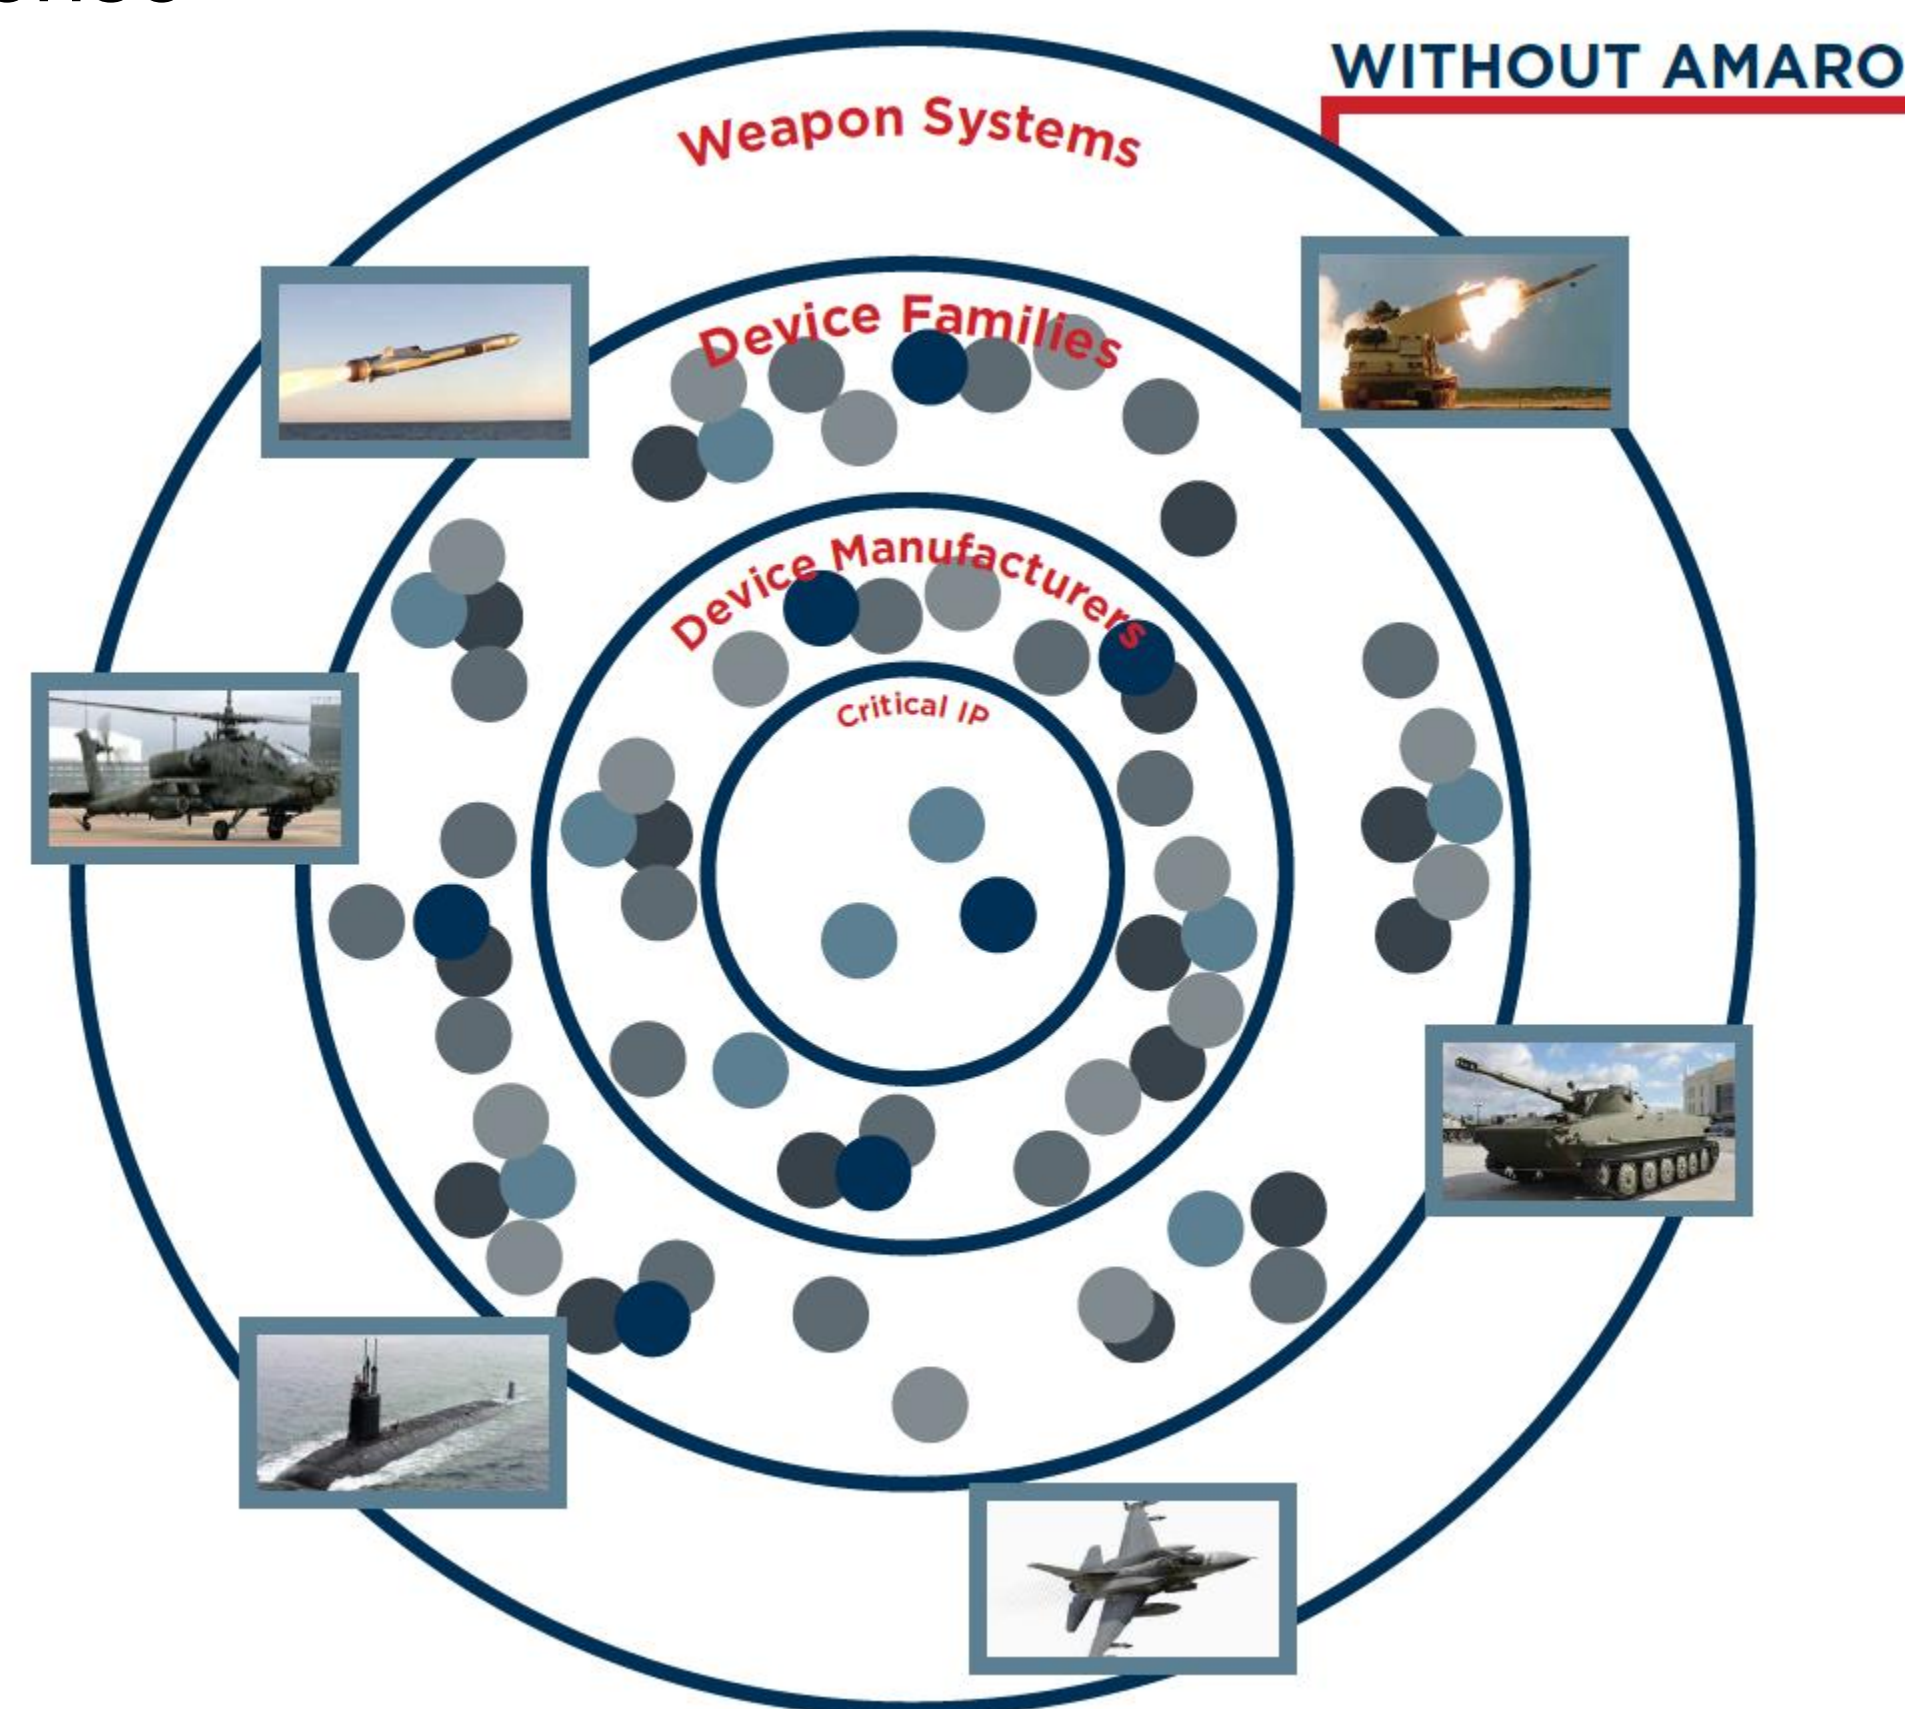 WITHOUT AMARO
Weapon Systems
Device Families
Device Manufacturers
Critical IP